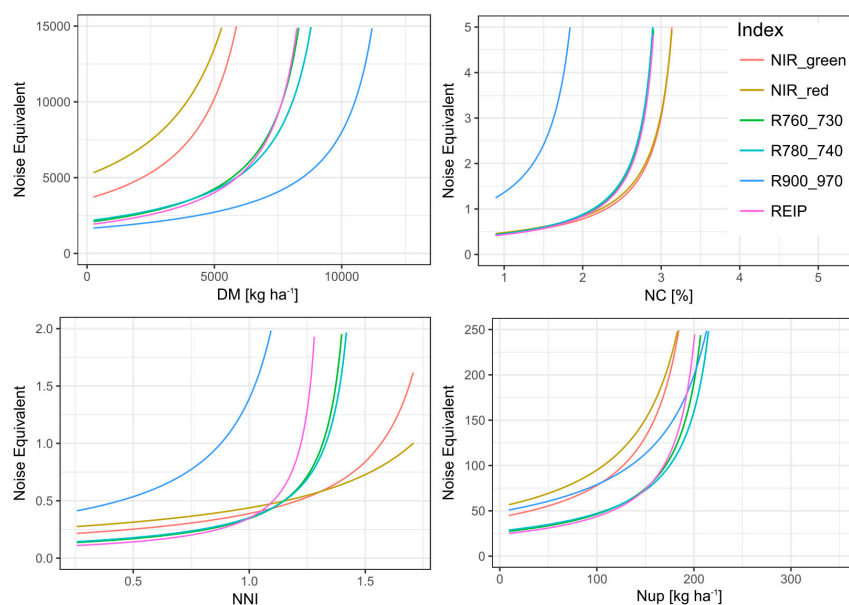 15000
10000
5000
0
Noise Equivalent
0
5000
10000
DM [kg ha⁻¹]
5
4
3
2
1
0
Noise Equivalent
1
2
3
4
5
NC [%]
Index
NIR_green
NIR_red
R760_730
R780_740
R900_970
REIP
2.0
1.5
1.0
0.5
0.0
Noise Equivalent
0.5
1.0
1.5
NNI
250
200
150
100
50
0
Noise Equivalent
0
100
200
300
Nup [kg ha⁻¹]